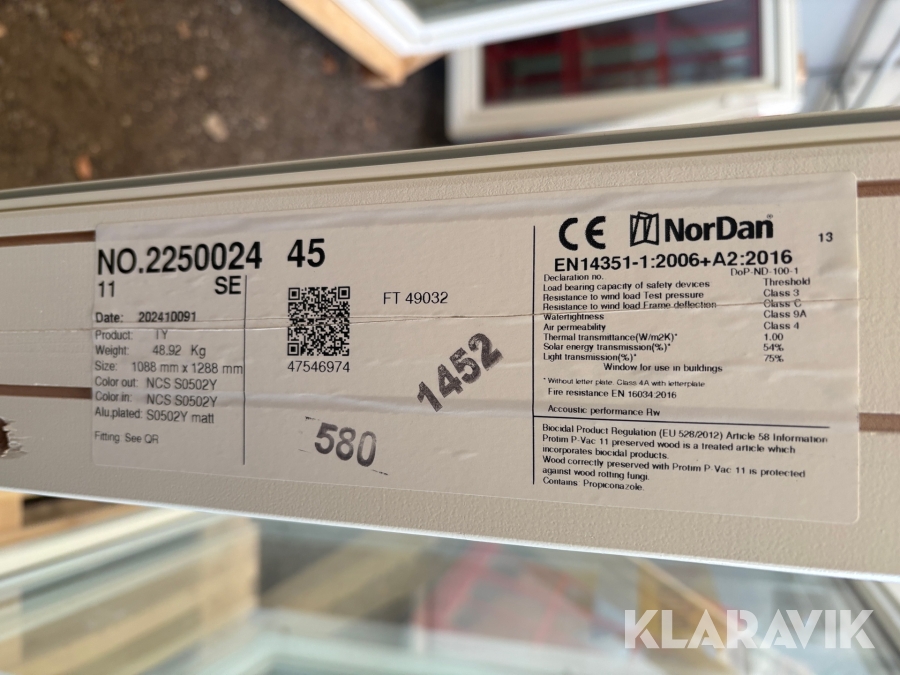 NO.2250024 45
11 SE
Date: 202410091
Product: TY
Weight: 48.92 Kg
Size: 1088 mm x 1288 mm
Color out: NCS S0502Y
Color in: NCS S0502Y
Alu.plated: S0502Y matt
Fitting: See QR
47546974
FT 49032
1452
580
CE NorDan® 13
EN14351-1:2006+A2:2016
Declaration no. DoP-ND-100-1
Load bearing capacity of safety devices Threshold
Resistance to wind load Test pressure Class 3
Resistance to wind load Frame deflection Class C
Watertightness Class 9A
Air permeability Class 4
Thermal transmittance(W/m2K)* 1.00
Solar energy transmission(%)* 54%
Light transmission(%)* 75%
Window for use in buildings
* Without letter plate. Class 4A with letterplate
Fire resistance EN 16034:2016
Accoustic performance Rw
Biocidal Product Regulation (EU 528/2012) Article 58 Information
Protim P-Vac 11 preserved wood is a treated article which
incorporates biocidal products.
Wood correctly preserved with Protim P-Vac 11 is protected
against wood rotting fungi.
Contains Propiconazole.
KLARAVIK